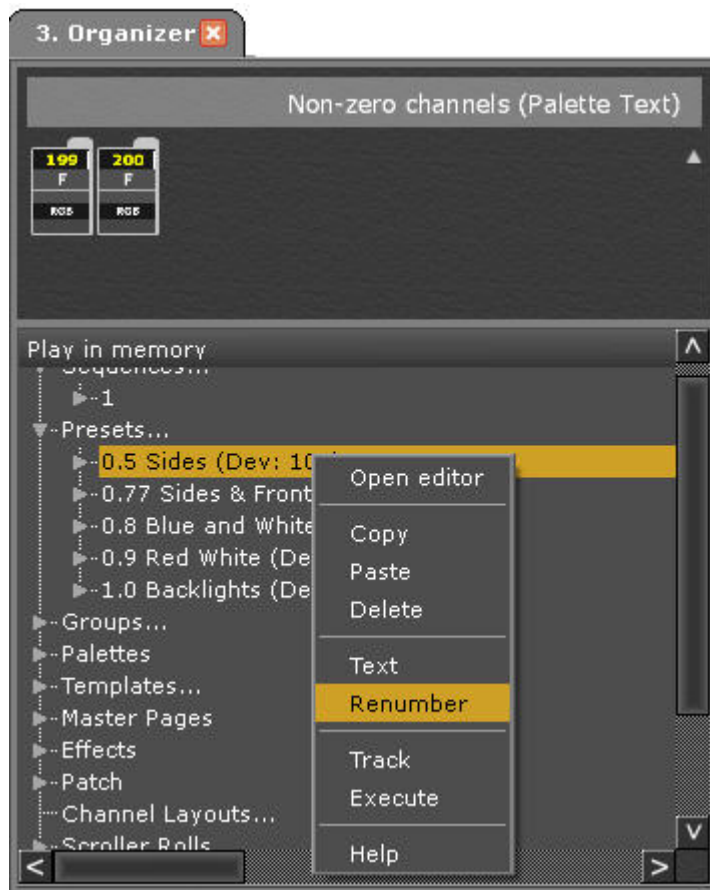 3. Organizer
Non-zero channels (Palette Text)
199 200
F F
RGB RGB
Play in memory
Sequences...
1
Presets...
0.5 Sides (Dev: 10
0.77 Sides & Front
0.8 Blue and White
0.9 Red White (De
1.0 Backlights (De
Groups...
Palettes
Templates...
Master Pages
Effects
Patch
Channel Layouts...
Scroller Rolls
Open editor
Copy
Paste
Delete
Text
Renumber
Track
Execute
Help